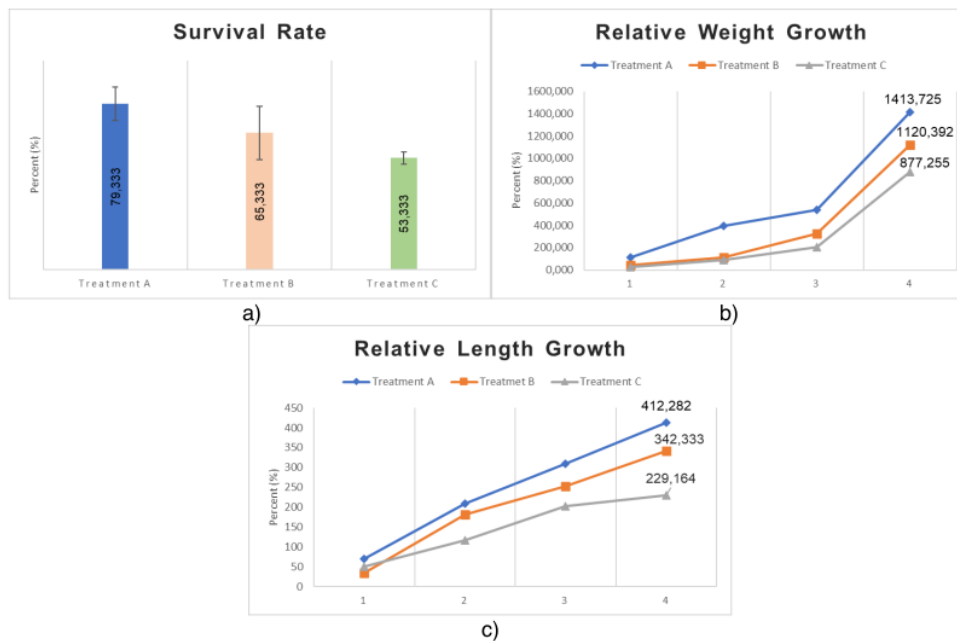 Survival Rate
Percent (%)
79,333
65,333
53,333
Treatment A
Treatment B
Treatment C
a)
Relative Weight Growth
Treatment A
Treatment B
Treatment C
Percent (%)
1600,000
1400,000
1200,000
1000,000
800,000
600,000
400,000
200,000
0,000
1413,725
1120,392
877,255
1
2
3
4
b)
Relative Length Growth
Treatment A
Treatmet B
Treatment C
Percent (%)
450
400
350
300
250
200
150
100
50
0
412,282
342,333
229,164
1
2
3
4
c)